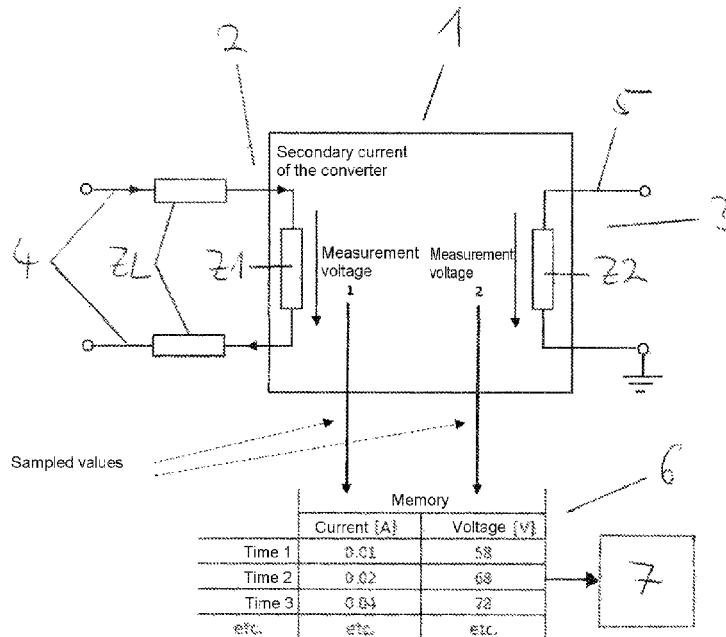 1
2
5
Secondary current
of the converter
3
4
ZL
Z1
Measurement
voltage
1
Measurement
voltage
2
Z2
Sampled values
6
Memory
Current [A] Voltage [V]
Time 1 0.01 58
Time 2 0.02 68
Time 3 0.04 72
etc. etc. etc.
7